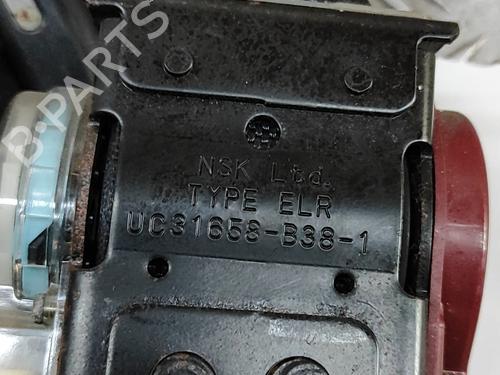 NSK Ltd.
TYPE ELR
UC31658-B38-1
B-PARTS